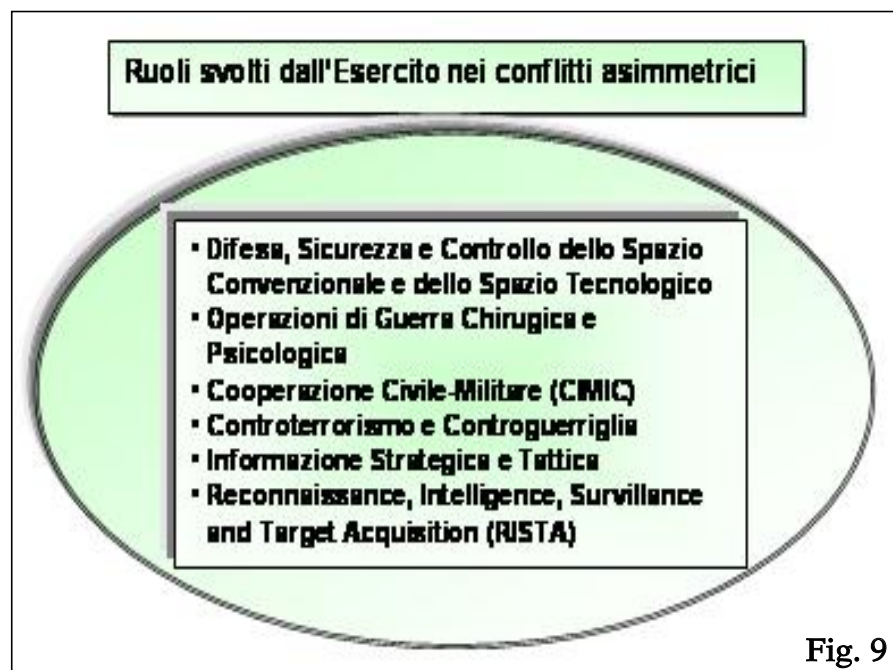 Ruoli svolti dall'Esercito nei conflitti asimmetrici
· Difesa, Sicurezza e Controllo dello Spazio
Convenzionale e dello Spazio Tecnologico
· Operazioni di Guerra Chirugica e
Psicologica
· Cooperazione Civile-Militare (CIMIC)
· Controterrorismo e Controguerriglia
· Informazione Strategica e Tattica
· Reconnaissance, Intelligence, Survillance
and Target Acquisition (RISTA)
Fig. 9